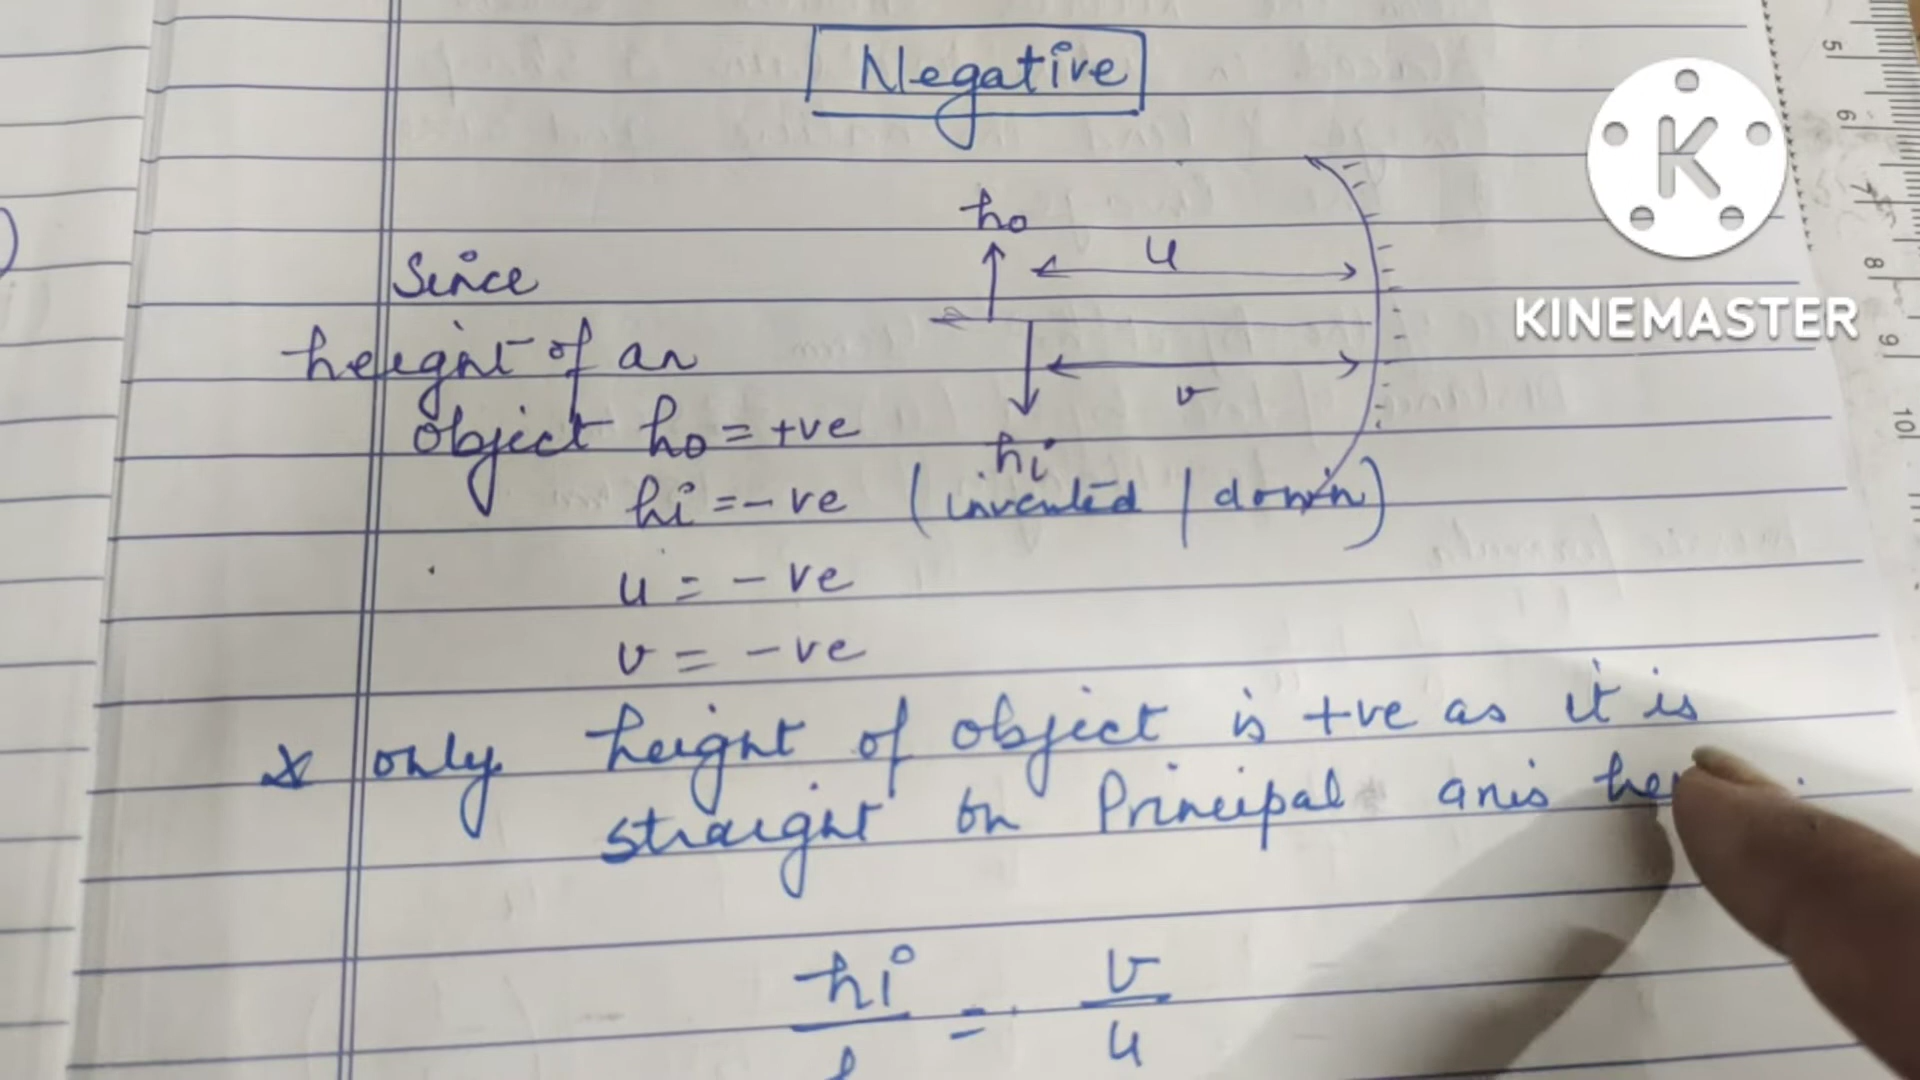 Negative
ho
u
Since
height of an
v
object ho = +ve
hi
hi = -ve (inverted / down)
u = - ve
v = -ve
* only height of object is +ve as it is
straight on Principal axis
hi = v
u
K
KINEMASTER
5
6
7
8
9
10